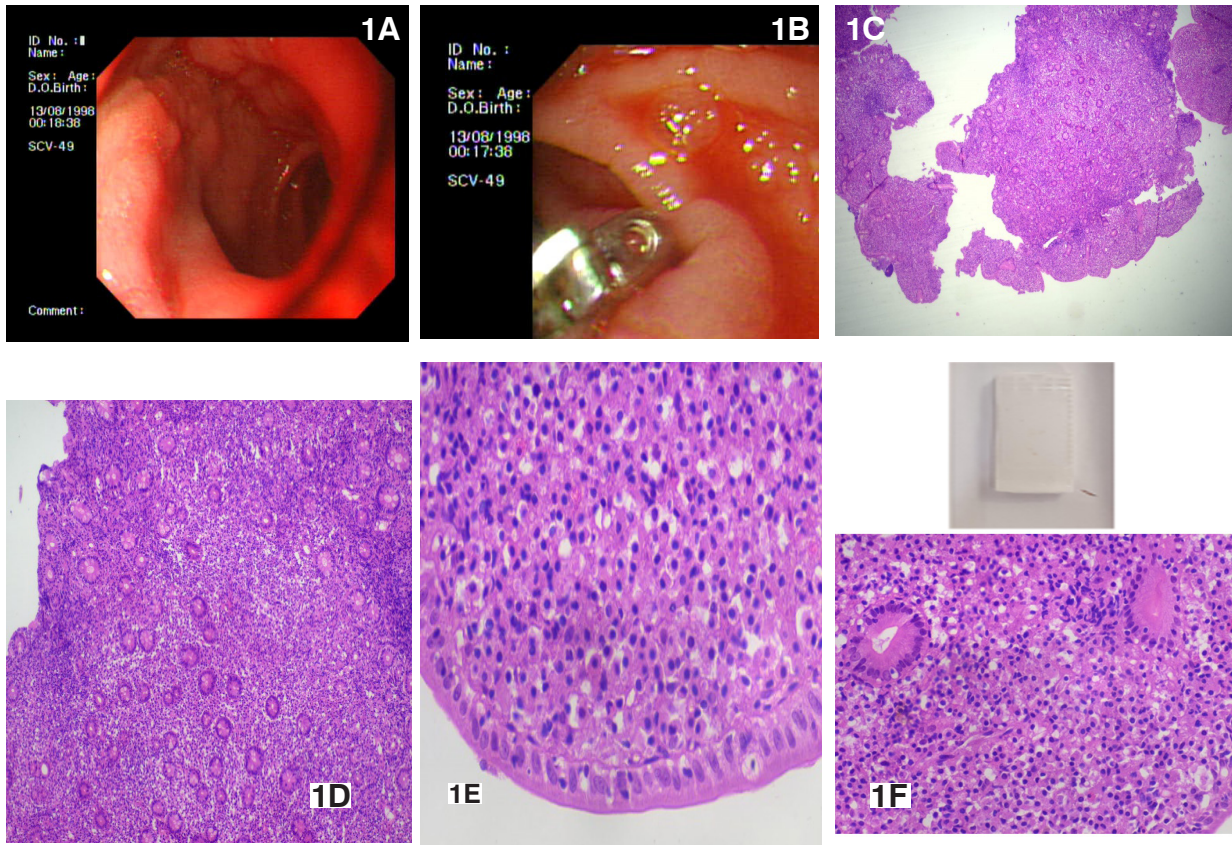 1A
ID No. :
Name :
Sex : Age :
D.O.Birth :
13/08/1998
00:18:38
SCV-49
Comment :
1B
ID No. :
Name :
Sex : Age :
D.O.Birth :
13/08/1998
00:17:38
SCV-49
1C
1D
1E
1F